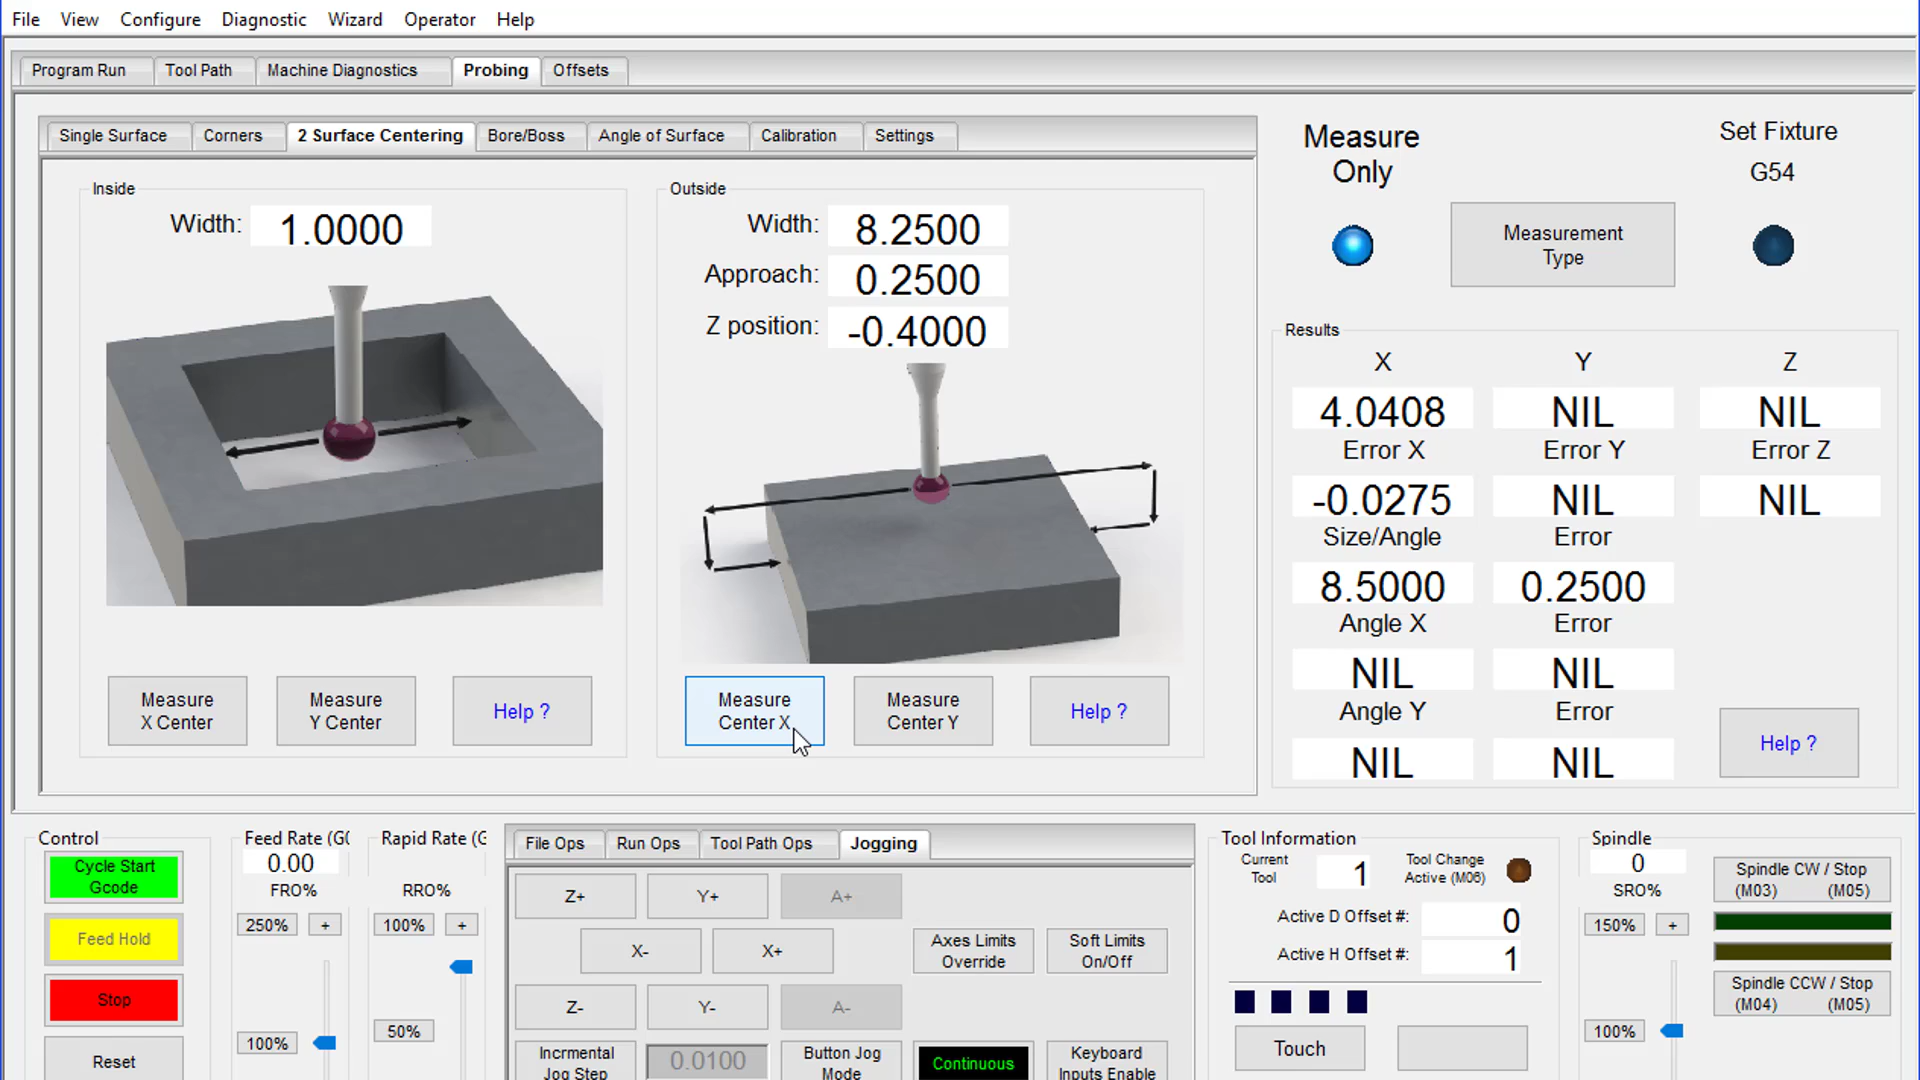 File View Configure Diagnostic Wizard Operator Help
Program Run Tool Path Machine Diagnostics Probing Offsets
Single Surface Corners 2 Surface Centering Bore/Boss Angle of Surface Calibration Settings
Inside
Width: 1.0000
Measure
X Center
Measure
Y Center
Help ?
Outside
Width: 8.2500
Approach: 0.2500
Z position: -0.4000
Measure
Center X
Measure
Center Y
Help ?
Measure
Only
Measurement
Type
Set Fixture
G54
Results
X Y Z
4.0408 NIL NIL
Error X Error Y Error Z
-0.0275 NIL NIL
Size/Angle Error
8.5000 0.2500
Angle X Error
NIL NIL
Angle Y Error
NIL NIL
Help ?
Control
Cycle Start
Gcode
Feed Hold
Stop
Reset
Feed Rate (G0
0.00
FRO%
250% +
100%
Rapid Rate (G
RRO%
100% +
50%
File Ops Run Ops Tool Path Ops Jogging
Z+ Y+ A+
X- X+
Axes Limits
Override
Soft Limits
On/Off
Z- Y- A-
Incrmental
Jog Step
0.0100
Button Jog
Mode
Continuous
Keyboard
Inputs Enable
Tool Information
Current
Tool
1
Tool Change
Active (M06)
Active D Offset #: 0
Active H Offset #: 1
Touch
Spindle
0
SRO%
150% +
100%
Spindle CW / Stop
(M03) (M05)
Spindle CCW / Stop
(M04) (M05)